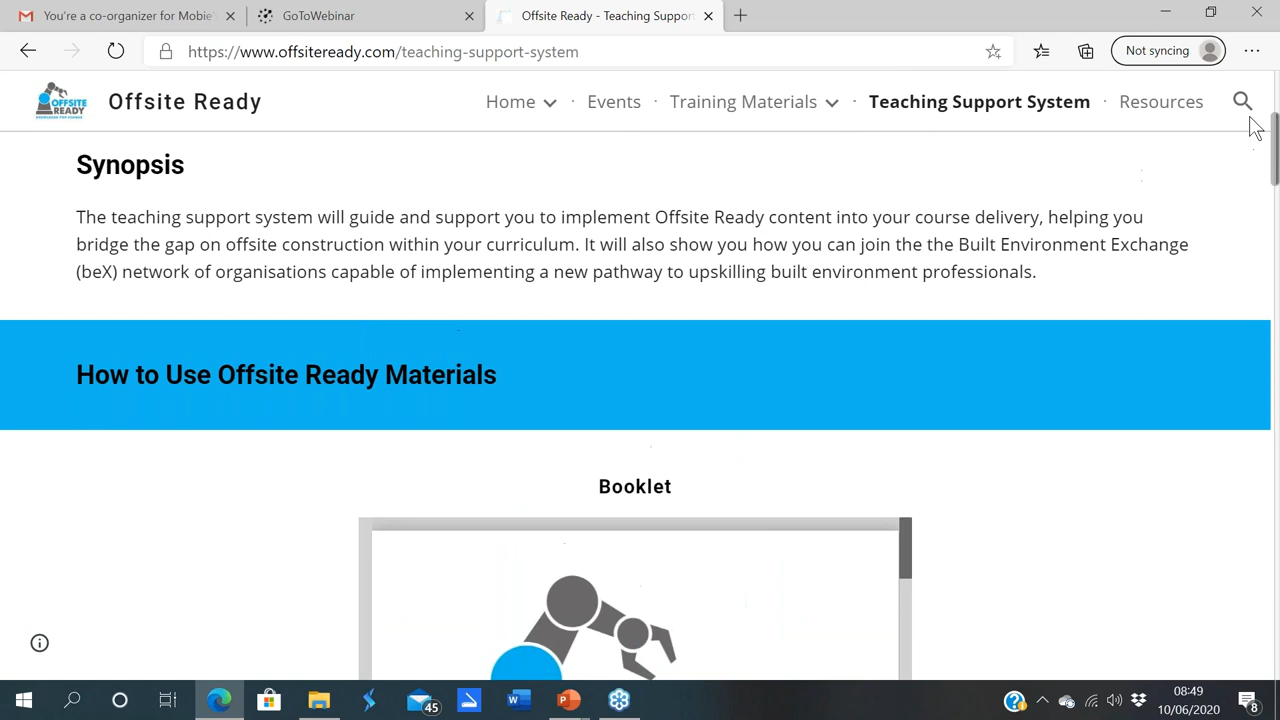 You're a co-organizer for Mobie's
GoToWebinar
Offsite Ready - Teaching Suppor
https://www.offsiteready.com/teaching-support-system
Not syncing
OFFSITE
READY
Offsite Ready
Home
Events
Training Materials
Teaching Support System
Resources
Synopsis
The teaching support system will guide and support you to implement Offsite Ready content into your course delivery, helping you
bridge the gap on offsite construction within your curriculum. It will also show you how you can join the the Built Environment Exchange
(beX) network of organisations capable of implementing a new pathway to upskilling built environment professionals.
How to Use Offsite Ready Materials
Booklet
45
08:49
10/06/2020
8